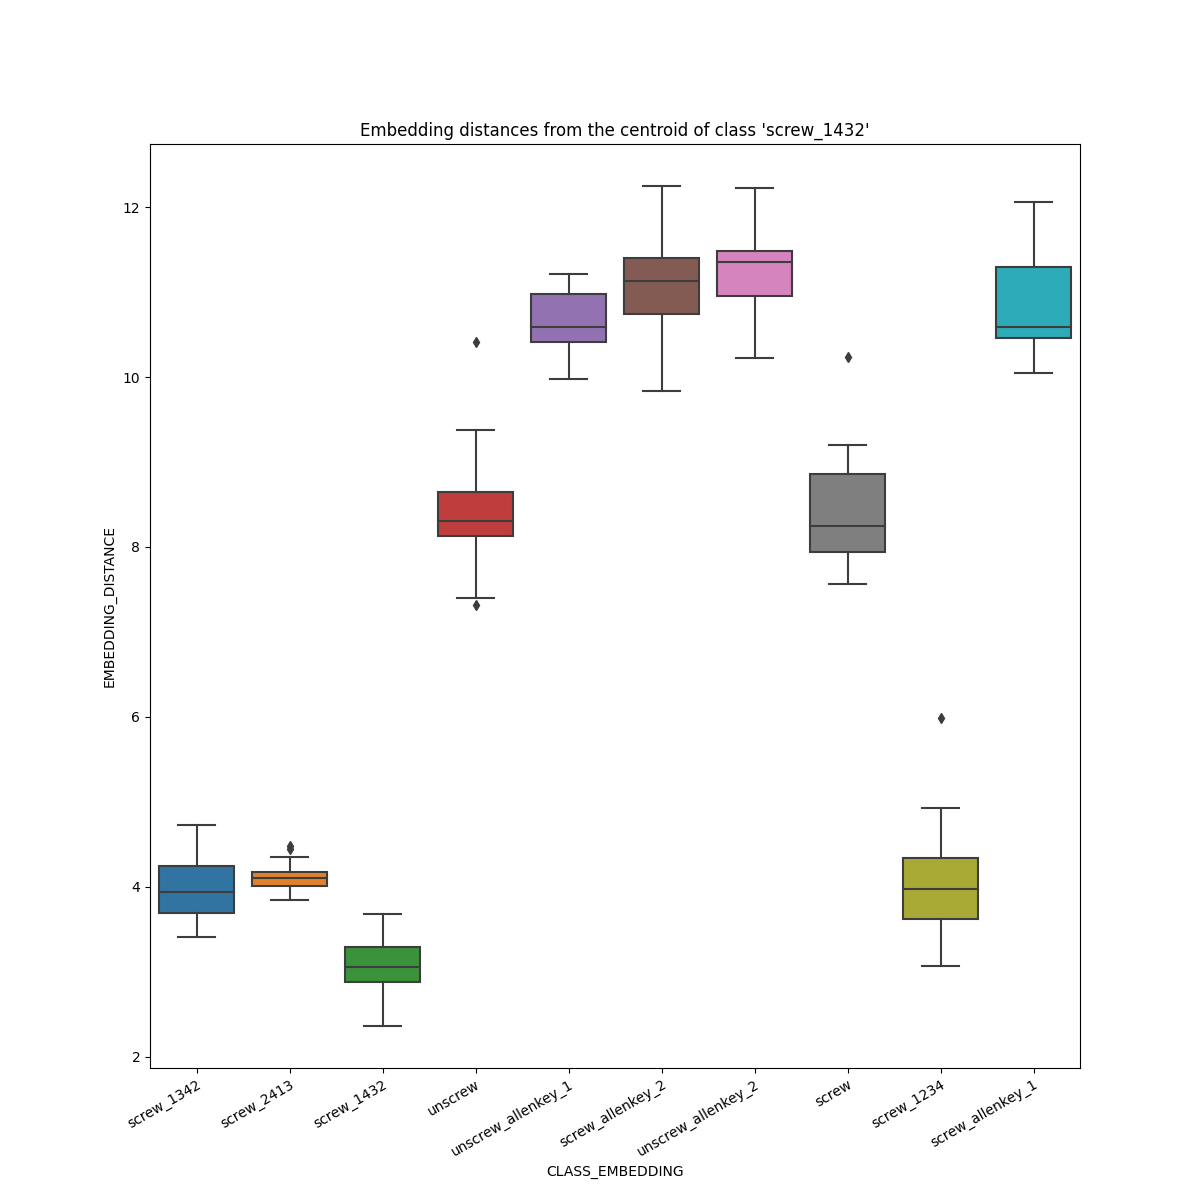 Embedding distances from the centroid of class 'screw_1432'
EMBEDDING_DISTANCE
12
10
8
6
4
2
screw_1342
screw_2413
screw_1432
unscrew
unscrew_allenkey_1
screw_allenkey_2
unscrew_allenkey_2
screw
screw_1234
screw_allenkey_1
CLASS_EMBEDDING